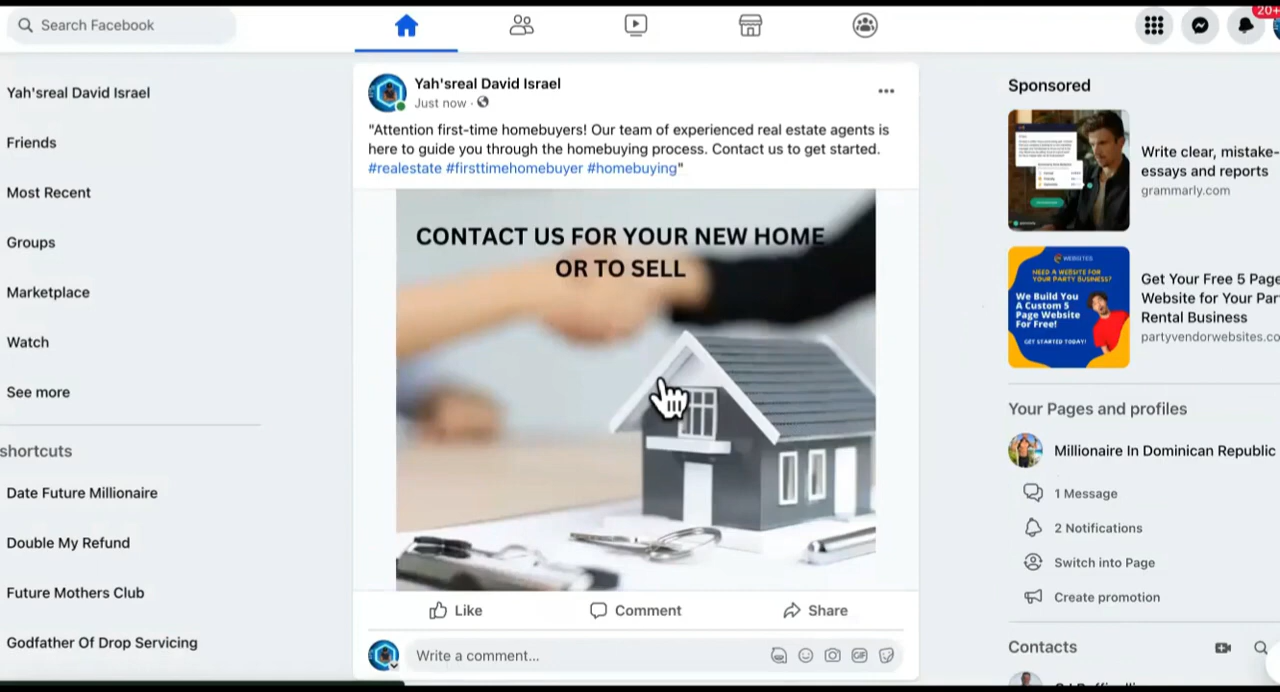 Search Facebook
20+
Yah'sreal David Israel
Friends
Most Recent
Groups
Marketplace
Watch
See more
shortcuts
Date Future Millionaire
Double My Refund
Future Mothers Club
Godfather Of Drop Servicing
Yah'sreal David Israel
Just now ·
"Attention first-time homebuyers! Our team of experienced real estate agents is
here to guide you through the homebuying process. Contact us to get started.
#realestate #firsttimehomebuyer #homebuying"
CONTACT US FOR YOUR NEW HOME
OR TO SELL
Like Comment Share
Write a comment...
GIF
Sponsored
Write clear, mistake-
essays and reports
grammarly.com
WEBSITES
NEED A WEBSITE FOR
YOUR PARTY BUSINESS?
We Build You
A Custom 5
Page Website
For Free!
GET STARTED TODAY!
Get Your Free 5 Page
Website for Your Par
Rental Business
partyvendorwebsites.co
Your Pages and profiles
Millionaire In Dominican Republic
1 Message
2 Notifications
Switch into Page
Create promotion
Contacts